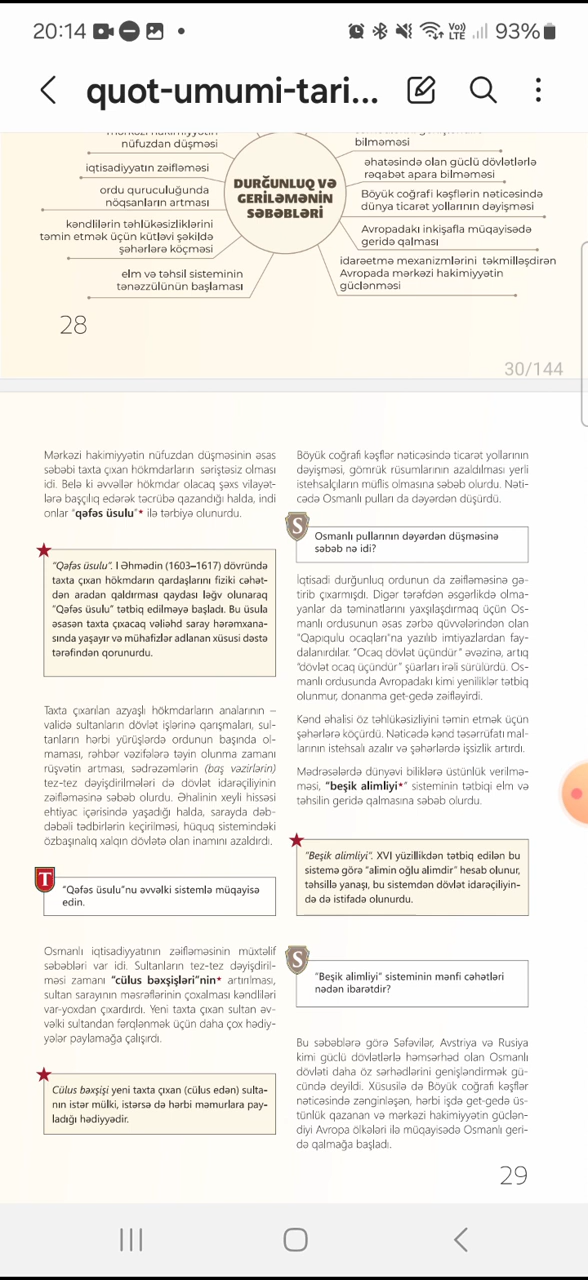 20:14
Vo))
LTE
93%
quot-umumi-tari...
nüfuzdan düşməsi
iqtisadiyyatın zəifləməsi
ordu quruculuğunda
nöqsanların artması
kəndlilərin təhlükəsizliklərini
təmin etmək üçün kütləvi şəkildə
şəhərlərə köçməsi
elm və təhsil sisteminin
tənəzzülünün başlaması
DURĞUNLUQ VƏ
GERİLƏMƏNİN
SƏBƏBLƏRİ
bilməməsi
əhatəsində olan güclü dövlətlərlə
rəqabət apara bilməməsi
Böyük coğrafi kəşflərin nəticəsində
dünya ticarət yollarının dəyişməsi
Avropadakı inkişafla müqayisədə
geridə qalması
idarəetmə mexanizmlərini təkmilləşdirən
Avropada mərkəzi hakimiyyətin
güclənməsi
28
30/144
Mərkəzi hakimiyyətin nüfuzdan düşməsinin əsas
səbəbi taxta çıxan hökmdarların səriştəsiz olması
idi. Belə ki əvvəllər hökmdar olacaq şəxs vilayət-
lərə başçılıq edərək təcrübə qazandığı halda, indi
onlar "qəfəs üsulu"* ilə tərbiyə olunurdu.
"Qəfəs üsulu". I Əhmədin (1603–1617) dövründə
taxta çıxan hökmdarın qardaşlarını fiziki cəhət-
dən aradan qaldırması qaydası ləğv olunaraq
"Qəfəs üsulu" tətbiq edilməyə başladı. Bu üsula
əsasən taxta çıxacaq vəliəhd saray hərəmxana-
sında yaşayır və mühafizlər adlanan xüsusi dəstə
tərəfindən qorunurdu.
Taxta çıxarılan azyaşlı hökmdarların analarının –
validə sultanların dövlət işlərinə qarışmaları, sul-
tanların hərbi yürüşlərdə ordunun başında ol-
maması, rəhbər vəzifələrə təyin olunma zamanı
rüşvətin artması, sədrəzəmlərin (baş vəzirlərin)
tez-tez dəyişdirilmələri də dövlət idarəçiliyinin
zəifləməsinə səbəb olurdu. Əhalinin xeyli hissəsi
ehtiyac içərisində yaşadığı halda, sarayda dəb-
dəbəli tədbirlərin keçirilməsi, hüquq sistemindəki
özbaşınalıq xalqın dövlətə olan inamını azaldırdı.
T
"Qəfəs üsulu"nu əvvəlki sistemlə müqayisə
edin.
Osmanlı iqtisadiyyatının zəifləməsinin müxtəlif
səbəbləri var idi. Sultanların tez-tez dəyişdiril-
məsi zamanı "cülus bəxşişləri"nin* artırılması,
sultan sarayının məsrəflərinin çoxalması kəndliləri
var-yoxdan çıxardırdı. Yeni taxta çıxan sultan əv-
vəlki sultandan fərqlənmək üçün daha çox hədiy-
yələr paylamağa çalışırdı.
Cülus bəxşişi yeni taxta çıxan (cülus edən) sulta-
nın istər mülki, istərsə də hərbi məmurlara pay-
ladığı hədiyyədir.
Böyük coğrafi kəşflər nəticəsində ticarət yollarının
dəyişməsi, gömrük rüsumlarının azaldılması yerli
istehsalçıların müflis olmasına səbəb olurdu. Nəti-
cədə Osmanlı pulları da dəyərdən düşürdü.
S
Osmanlı pullarının dəyərdən düşməsinə
səbəb nə idi?
İqtisadi durğunluq ordunun da zəifləməsinə gə-
tirib çıxarmışdı. Digər tərəfdən əsgərlikdə olma-
yanlar da təminatlarını yaxşılaşdırmaq üçün Os-
manlı ordusunun əsas zərbə qüvvələrindən olan
"Qapıqulu ocaqları"na yazılıb imtiyazlardan fay-
dalanırdılar. "Ocaq dövlət üçündür" əvəzinə, artıq
"dövlət ocaq üçündür" şüarları irəli sürülürdü. Os-
manlı ordusunda Avropadakı kimi yeniliklər tətbiq
olunmur, donanma get-gedə zəifləyirdi.
Kənd əhalisi öz təhlükəsizliyini təmin etmək üçün
şəhərlərə köçürdü. Nəticədə kənd təsərrüfatı mal-
larının istehsalı azalır və şəhərlərdə işsizlik artırdı.
Mədrəsələrdə dünyəvi biliklərə üstünlük verilmə-
məsi, "beşik alimliyi*" sisteminin tətbiqi elm və
təhsilin geridə qalmasına səbəb olurdu.
"Beşik alimliyi". XVI yüzillikdən tətbiq edilən bu
sistemə görə "alimin oğlu alimdir" hesab olunur,
təhsillə yanaşı, bu sistemdən dövlət idarəçiliyin-
də də istifadə olunurdu.
S
"Beşik alimliyi" sisteminin mənfi cəhətləri
nədən ibarətdir?
Bu səbəblərə görə Səfəvilər, Avstriya və Rusiya
kimi güclü dövlətlərlə həmsərhəd olan Osmanlı
dövləti daha öz sərhədlərini genişləndirmək gü-
cündə deyildi. Xüsusilə də Böyük coğrafi kəşflər
nəticəsində zənginləşən, hərbi işdə get-gedə üs-
tünlük qazanan və mərkəzi hakimiyyətin güclən-
diyi Avropa ölkələri ilə müqayisədə Osmanlı geri-
də qalmağa başladı.
29